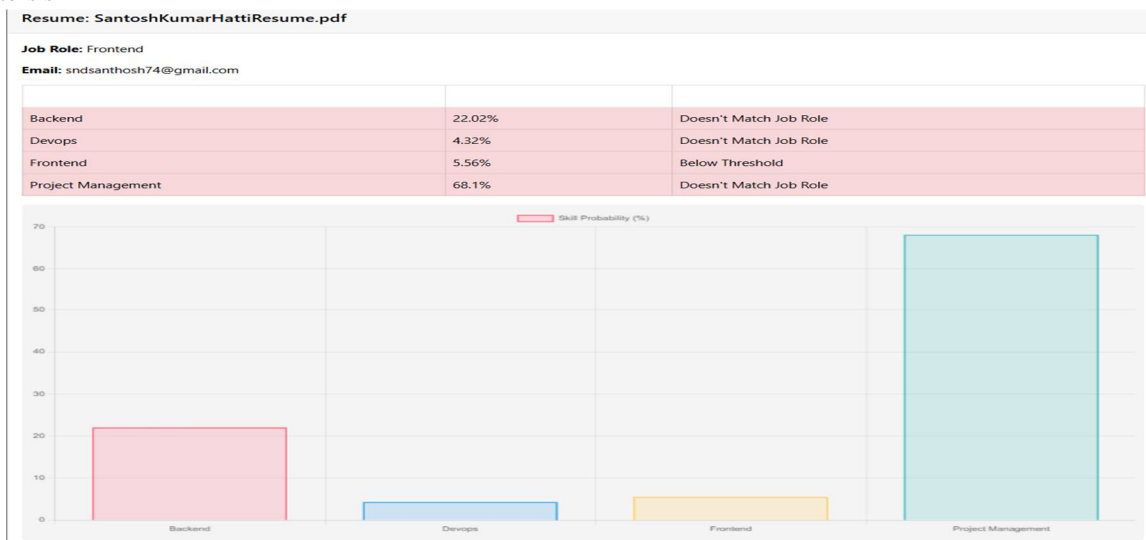 Resume: SantoshKumarHattiResume.pdf
Job Role: Frontend
Email: sndsanthosh74@gmail.com
Backend 22.02% Doesn't Match Job Role
Devops 4.32% Doesn't Match Job Role
Frontend 5.56% Below Threshold
Project Management 68.1% Doesn't Match Job Role
Skill Probability (%)
70
60
50
40
30
20
10
0
Backend Devops Frontend Project Management